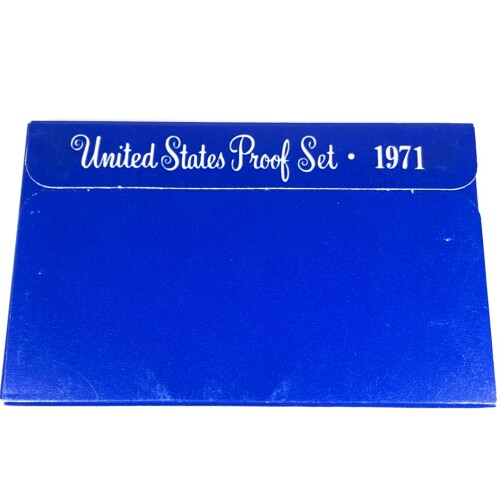 United States Proof Set · 1971